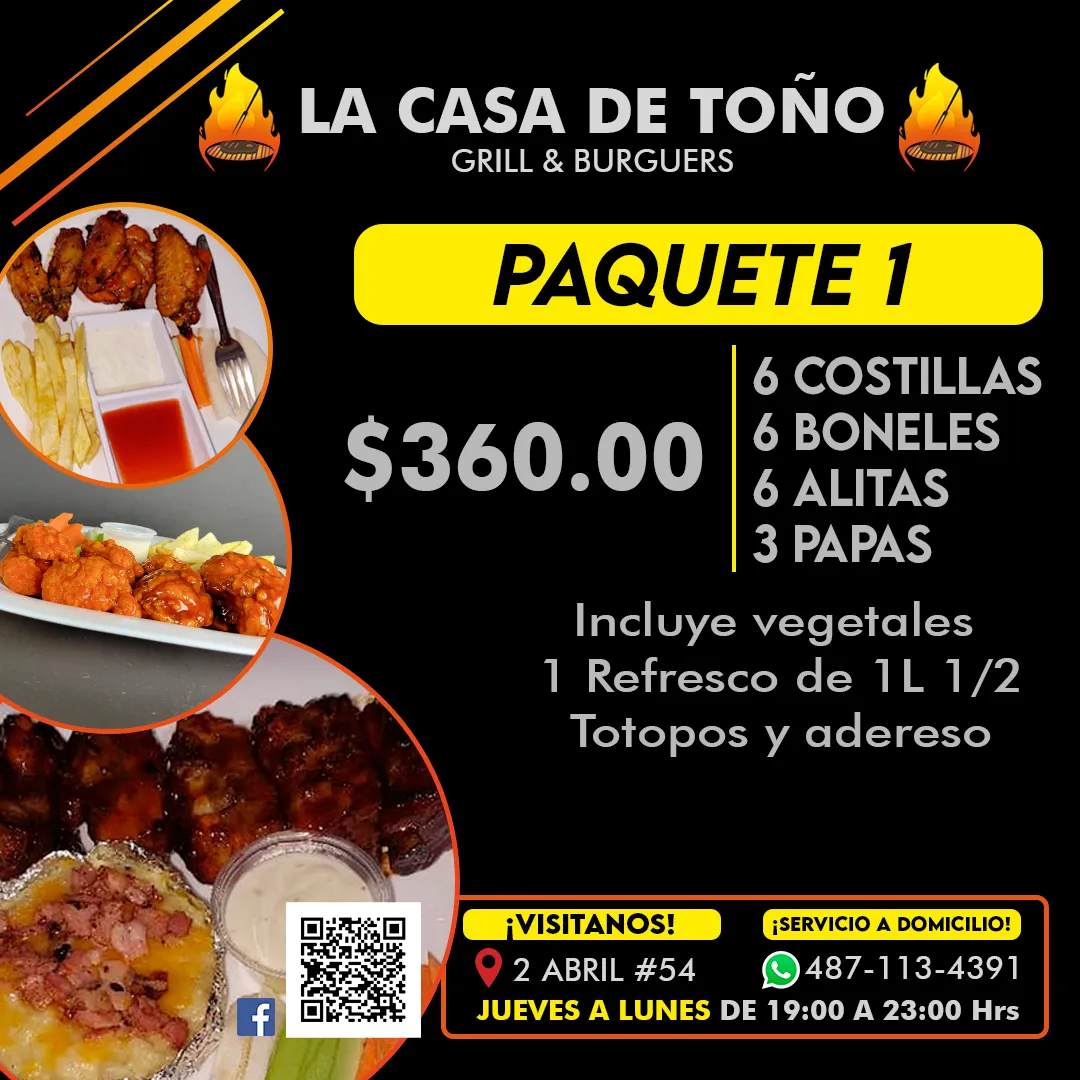 LA CASA DE TOÑO
GRILL & BURGUERS
PAQUETE 1
$360.00
6 COSTILLAS
6 BONELES
6 ALITAS
3 PAPAS
Incluye vegetales
1 Refresco de 1L 1/2
Totopos y adereso
¡VISITANOS!
2 ABRIL #54
¡SERVICIO A DOMICILIO!
487-113-4391
JUEVES A LUNES DE 19:00 A 23:00 Hrs